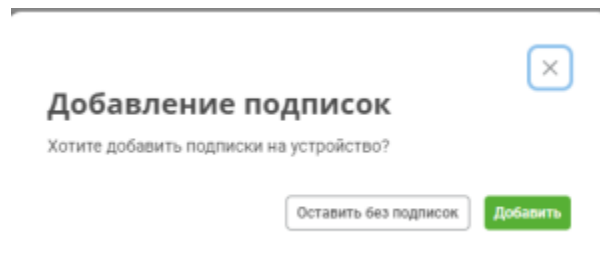 Добавление подписок
Хотите добавить подписки на устройство?
Оставить без подписок
Добавить